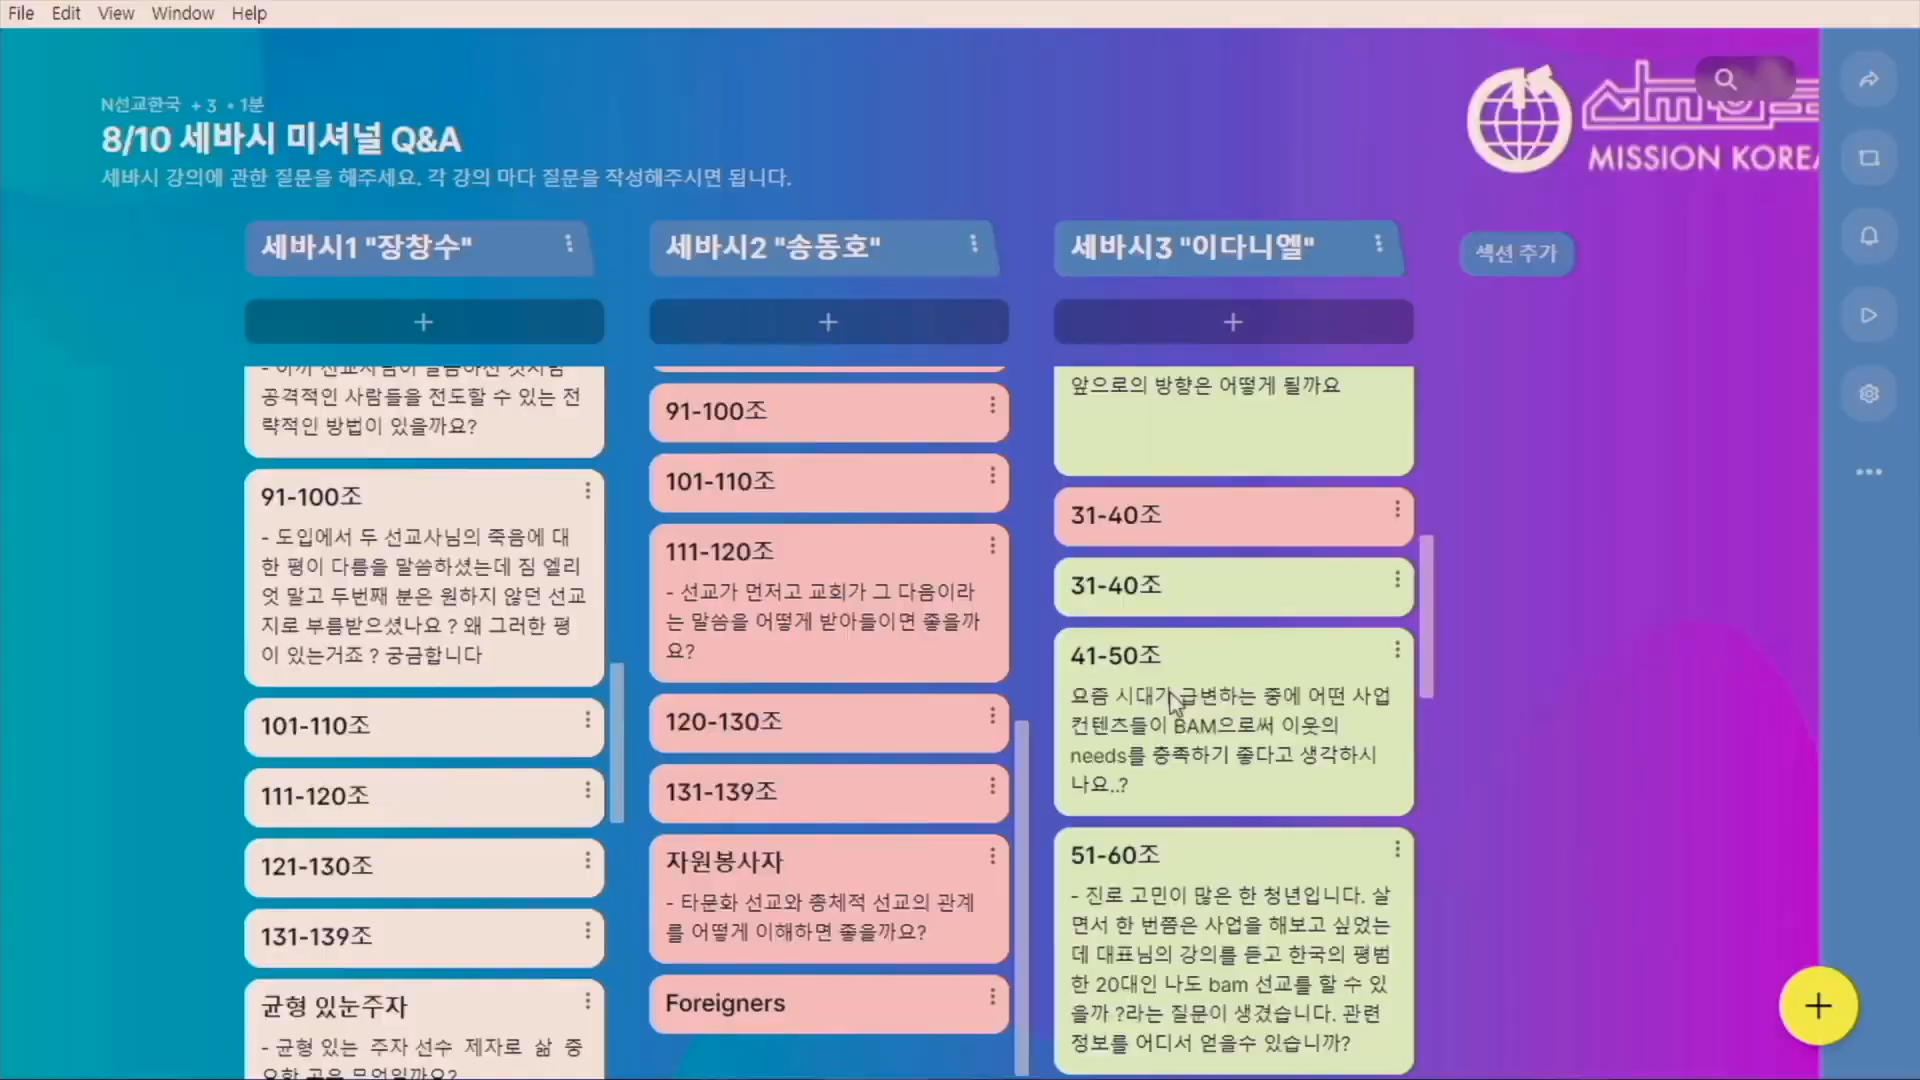 File Edit View Window Help
N선교한국 + 3 • 1분
8/10 세바시 미셔널 Q&A
세바시 강의에 관한 질문을 해주세요. 각 강의 마다 질문을 작성해주시면 됩니다.
MISSION KOREA
세바시1 "장창수"
공격적인 사람들을 전도할 수 있는 전
략적인 방법이 있을까요?
91-100조
- 도입에서 두 선교사님의 죽음에 대
한 평이 다름을 말씀하셨는데 짐 엘리
엇 말고 두번째 분은 원하지 않던 선교
지로 부름받으셨나요 ? 왜 그러한 평
이 있는거죠 ? 궁금합니다
101-110조
111-120조
121-130조
131-139조
균형 있눈주자
- 균형 있는 주자 선수 제자로 삶 중
세바시2 "송동호"
91-100조
101-110조
111-120조
- 선교가 먼저고 교회가 그 다음이라
는 말씀을 어떻게 받아들이면 좋을까
요?
120-130조
131-139조
자원봉사자
- 타문화 선교와 총체적 선교의 관계
를 어떻게 이해하면 좋을까요?
Foreigners
세바시3 "이다니엘"
앞으로의 방향은 어떻게 될까요
31-40조
31-40조
41-50조
요즘 시대가 급변하는 중에 어떤 사업
컨텐츠들이 BAM으로써 이웃의
needs를 충족하기 좋다고 생각하시
나요..?
51-60조
- 진로 고민이 많은 한 청년입니다. 살
면서 한 번쯤은 사업을 해보고 싶었는
데 대표님의 강의를 듣고 한국의 평범
한 20대인 나도 bam 선교를 할 수 있
을까 ?라는 질문이 생겼습니다. 관련
정보를 어디서 얻을수 있습니까?
섹션 추가